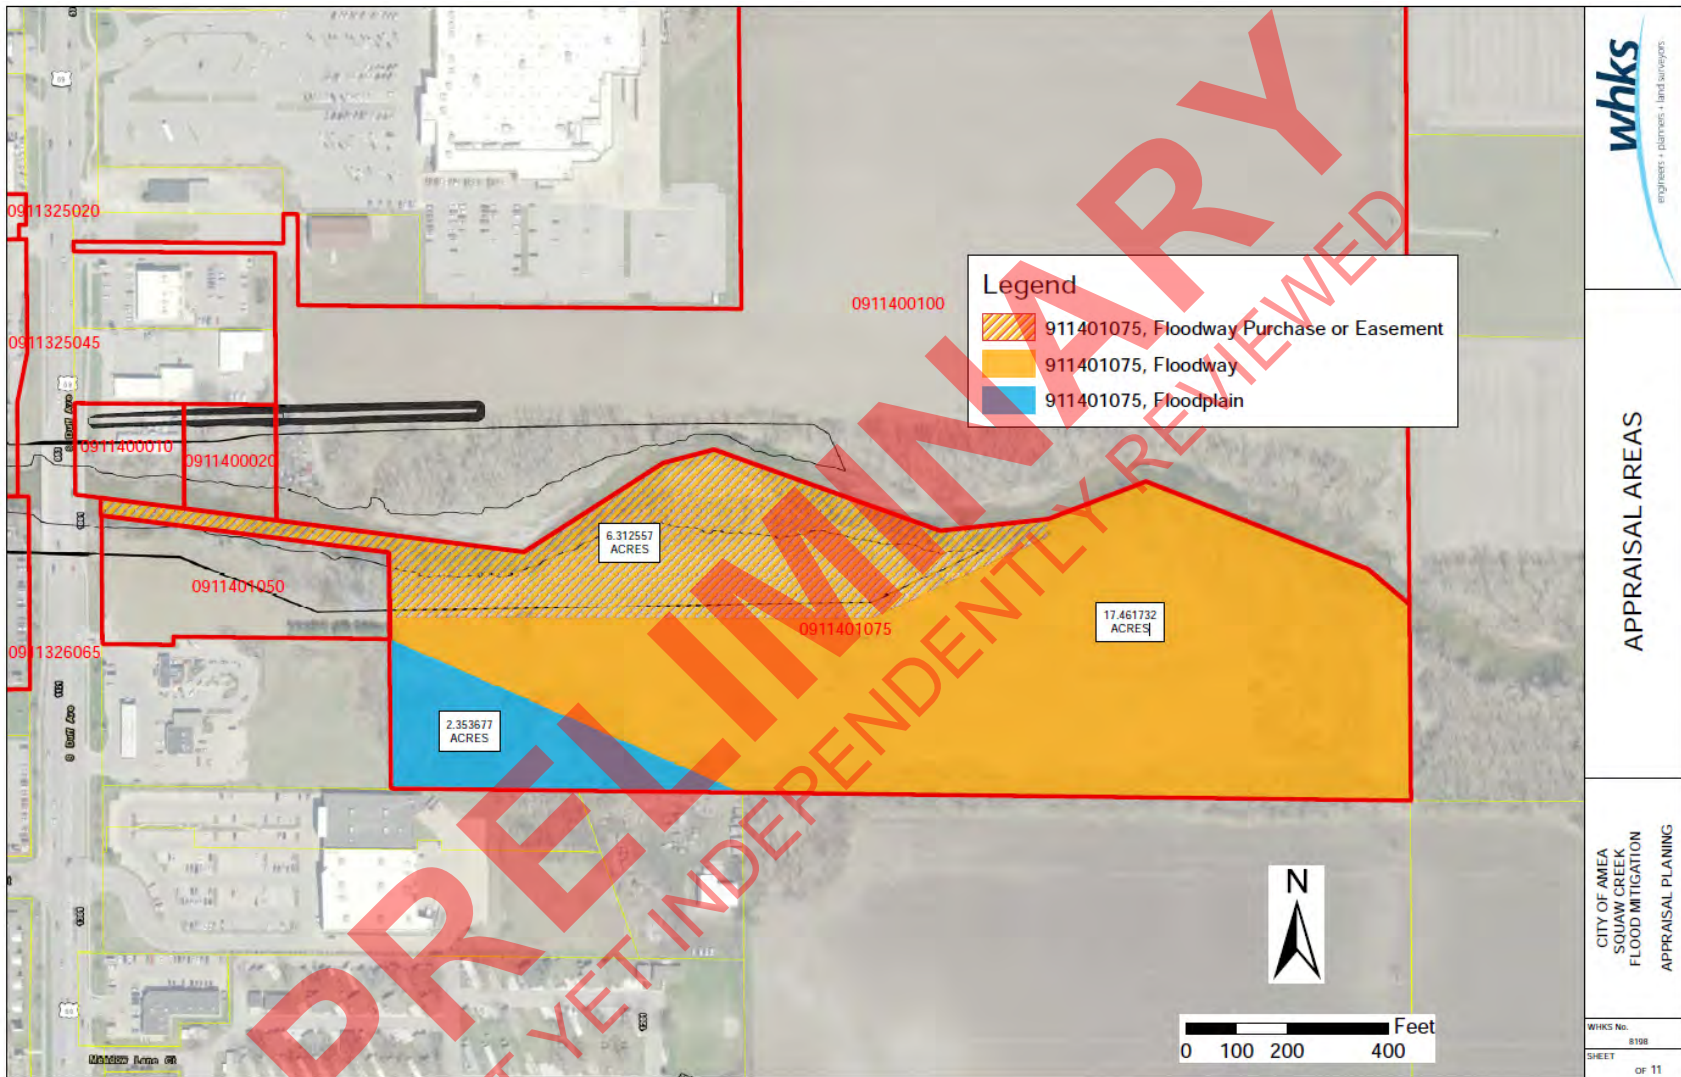 0911325020
0911325045
S Duff Ave
0911400010
0911400020
0911400100
Legend
911401075, Floodway Purchase or Easement
911401075, Floodway
911401075, Floodplain
6.312557
ACRES
0911401050
0911401075
17.461732
ACRES
0911326065
S Duff Ave
2.353677
ACRES
Meadow Lane Ct
PRELIMINARY
YET INDEPENDENTLY REVIEWED
N
Feet
0 100 200 400
whks
engineers + planners + land surveyors
APPRAISAL AREAS
CITY OF AMEA
SQUAW CREEK
FLOOD MITIGATION
APPRAISAL PLANING
WHKS No.
8198
SHEET
OF 11